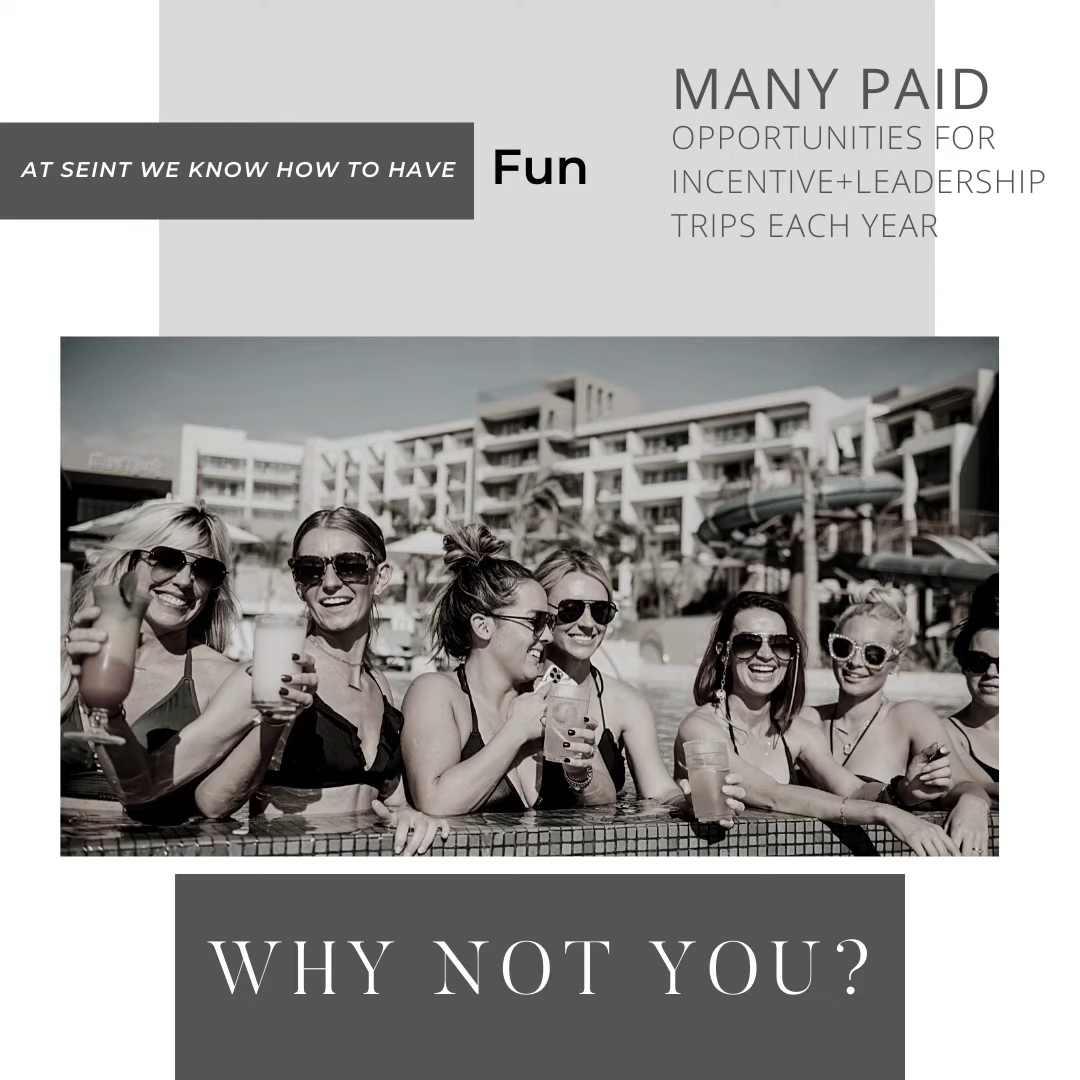 AT SEINT WE KNOW HOW TO HAVE Fun
MANY PAID
OPPORTUNITIES FOR
INCENTIVE+LEADERSHIP
TRIPS EACH YEAR
WHY NOT YOU?